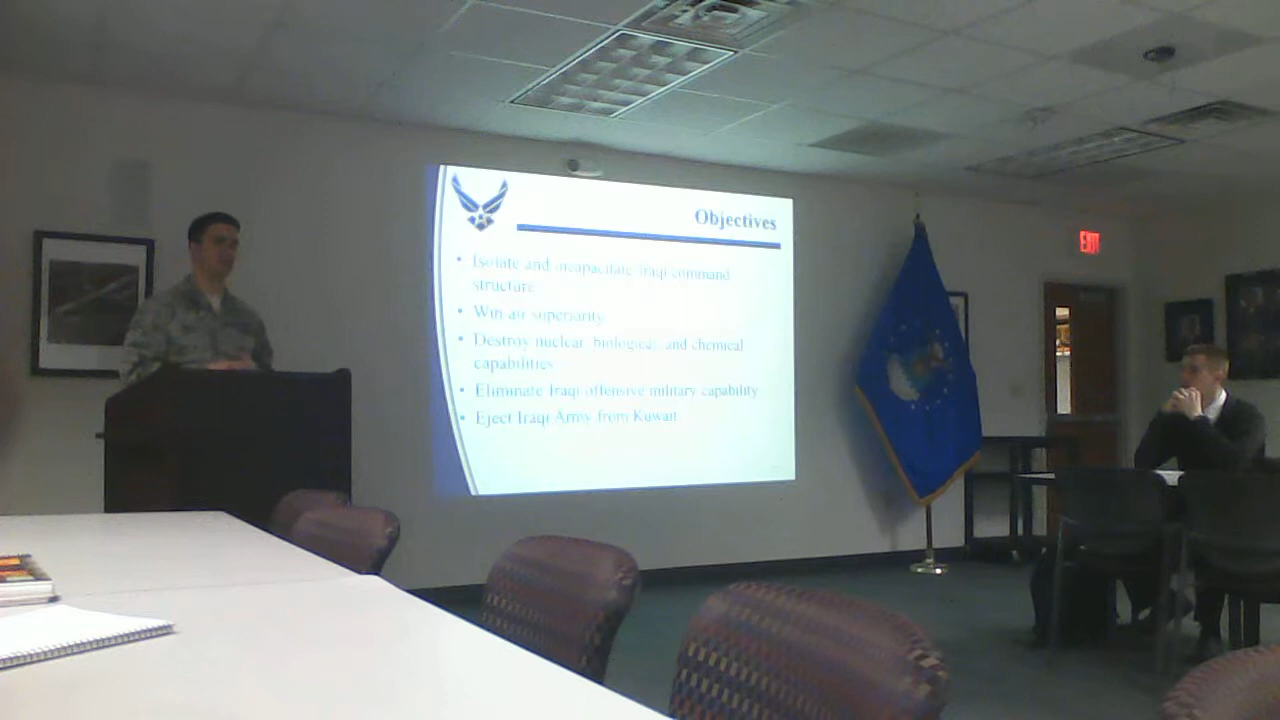 Objectives
• Isolate and incapacitate Iraqi command
structure
• Win air superiority
• Destroy nuclear, biological, and chemical
capabilities
• Eliminate Iraqi offensive military capability
• Eject Iraqi Army from Kuwait
EXIT